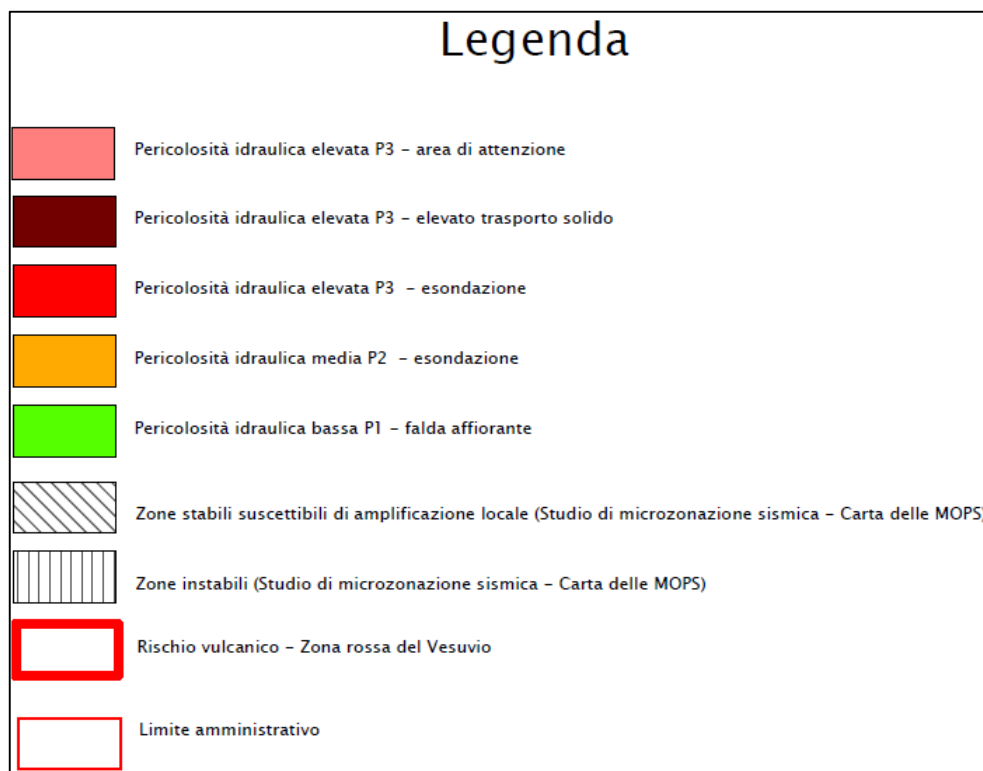 Legenda
Pericolosità idraulica elevata P3 – area di attenzione
Pericolosità idraulica elevata P3 – elevato trasporto solido
Pericolosità idraulica elevata P3 – esondazione
Pericolosità idraulica media P2 – esondazione
Pericolosità idraulica bassa P1 – falda affiorante
Zone stabili suscettibili di amplificazione locale (Studio di microzonazione sismica – Carta delle MOPS)
Zone instabili (Studio di microzonazione sismica – Carta delle MOPS)
Rischio vulcanico – Zona rossa del Vesuvio
Limite amministrativo